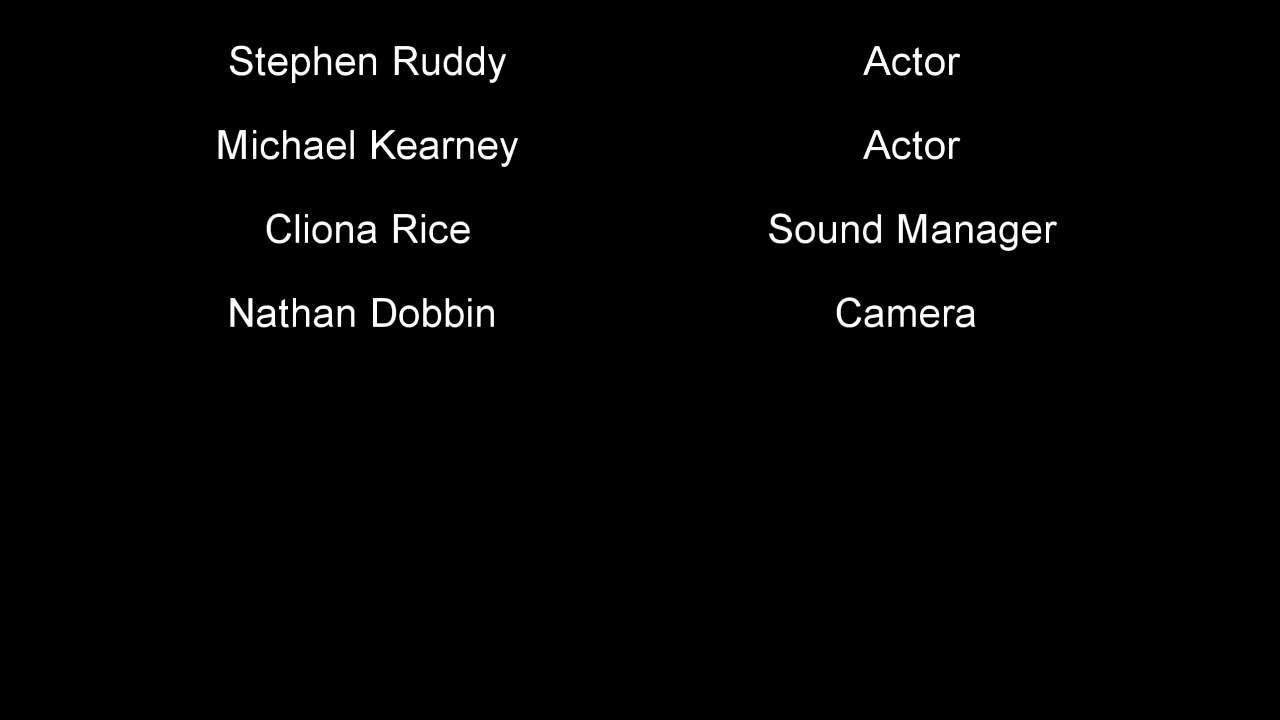 Stephen Ruddy Actor
Michael Kearney Actor
Cliona Rice Sound Manager
Nathan Dobbin Camera